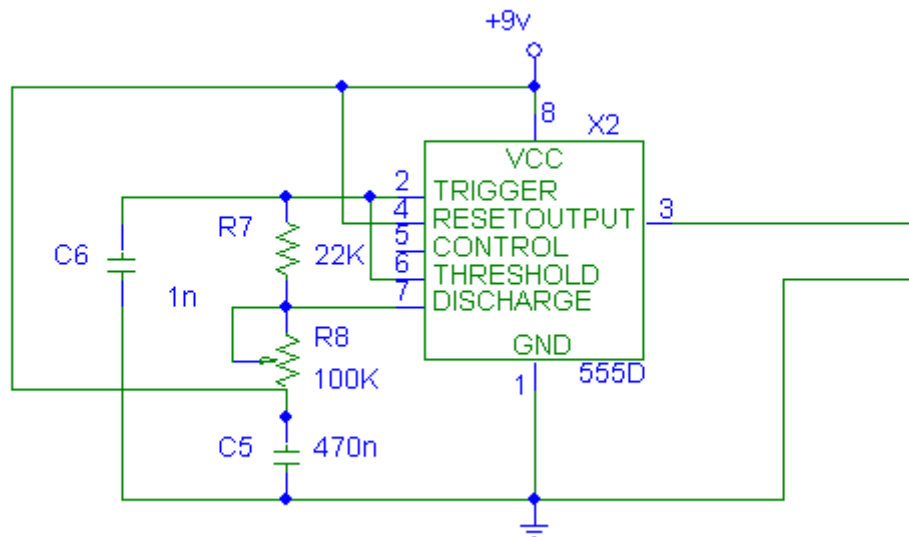 +9v
8
X2
VCC
2
TRIGGER
R7
4
RESETOUTPUT
3
C6
22K
5
CONTROL
6
THRESHOLD
1n
7
DISCHARGE
R8
GND
100K
1
555D
C5
470n